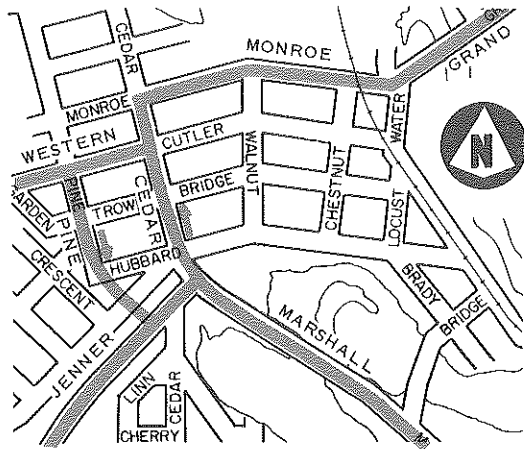 CEDAR
MONROE
GRAND
MONROE
WATER
WESTERN
CUTLER
WALNUT
N
CHESTNUT
BRIDGE
CEDAR
PINE
TROW
GARDEN
PINE
LOCUST
HUBBARD
CRESCENT
BRADY
BRIDGE
MARSHALL
JENNER
LINN
CEDAR
CHERRY